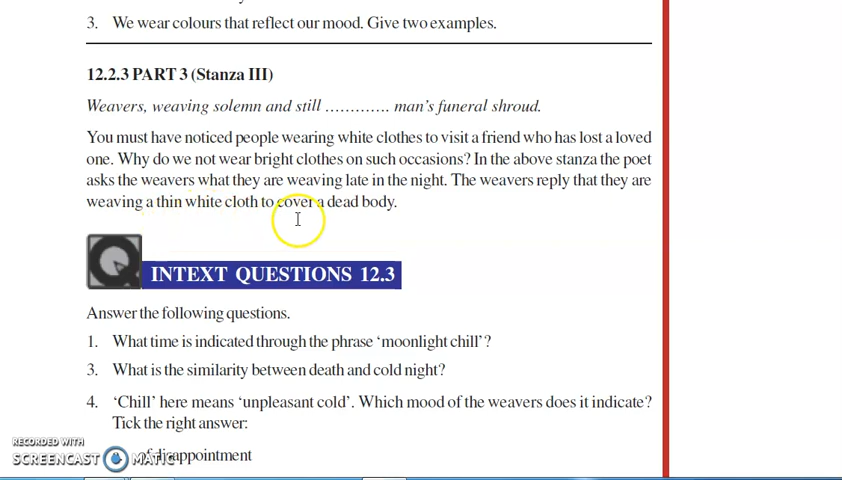 3. We wear colours that reflect our mood. Give two examples.
12.2.3 PART 3 (Stanza III)
Weavers, weaving solemn and still …………. man's funeral shroud.
You must have noticed people wearing white clothes to visit a friend who has lost a loved
one. Why do we not wear bright clothes on such occasions? In the above stanza the poet
asks the weavers what they are weaving late in the night. The weavers reply that they are
weaving a thin white cloth to cover a dead body.
INTEXT QUESTIONS 12.3
Answer the following questions.
1. What time is indicated through the phrase 'moonlight chill'?
3. What is the similarity between death and cold night?
4. 'Chill' here means 'unpleasant cold'. Which mood of the weavers does it indicate?
Tick the right answer:
of disappointment
RECORDED WITH
SCREENCAST MATIC